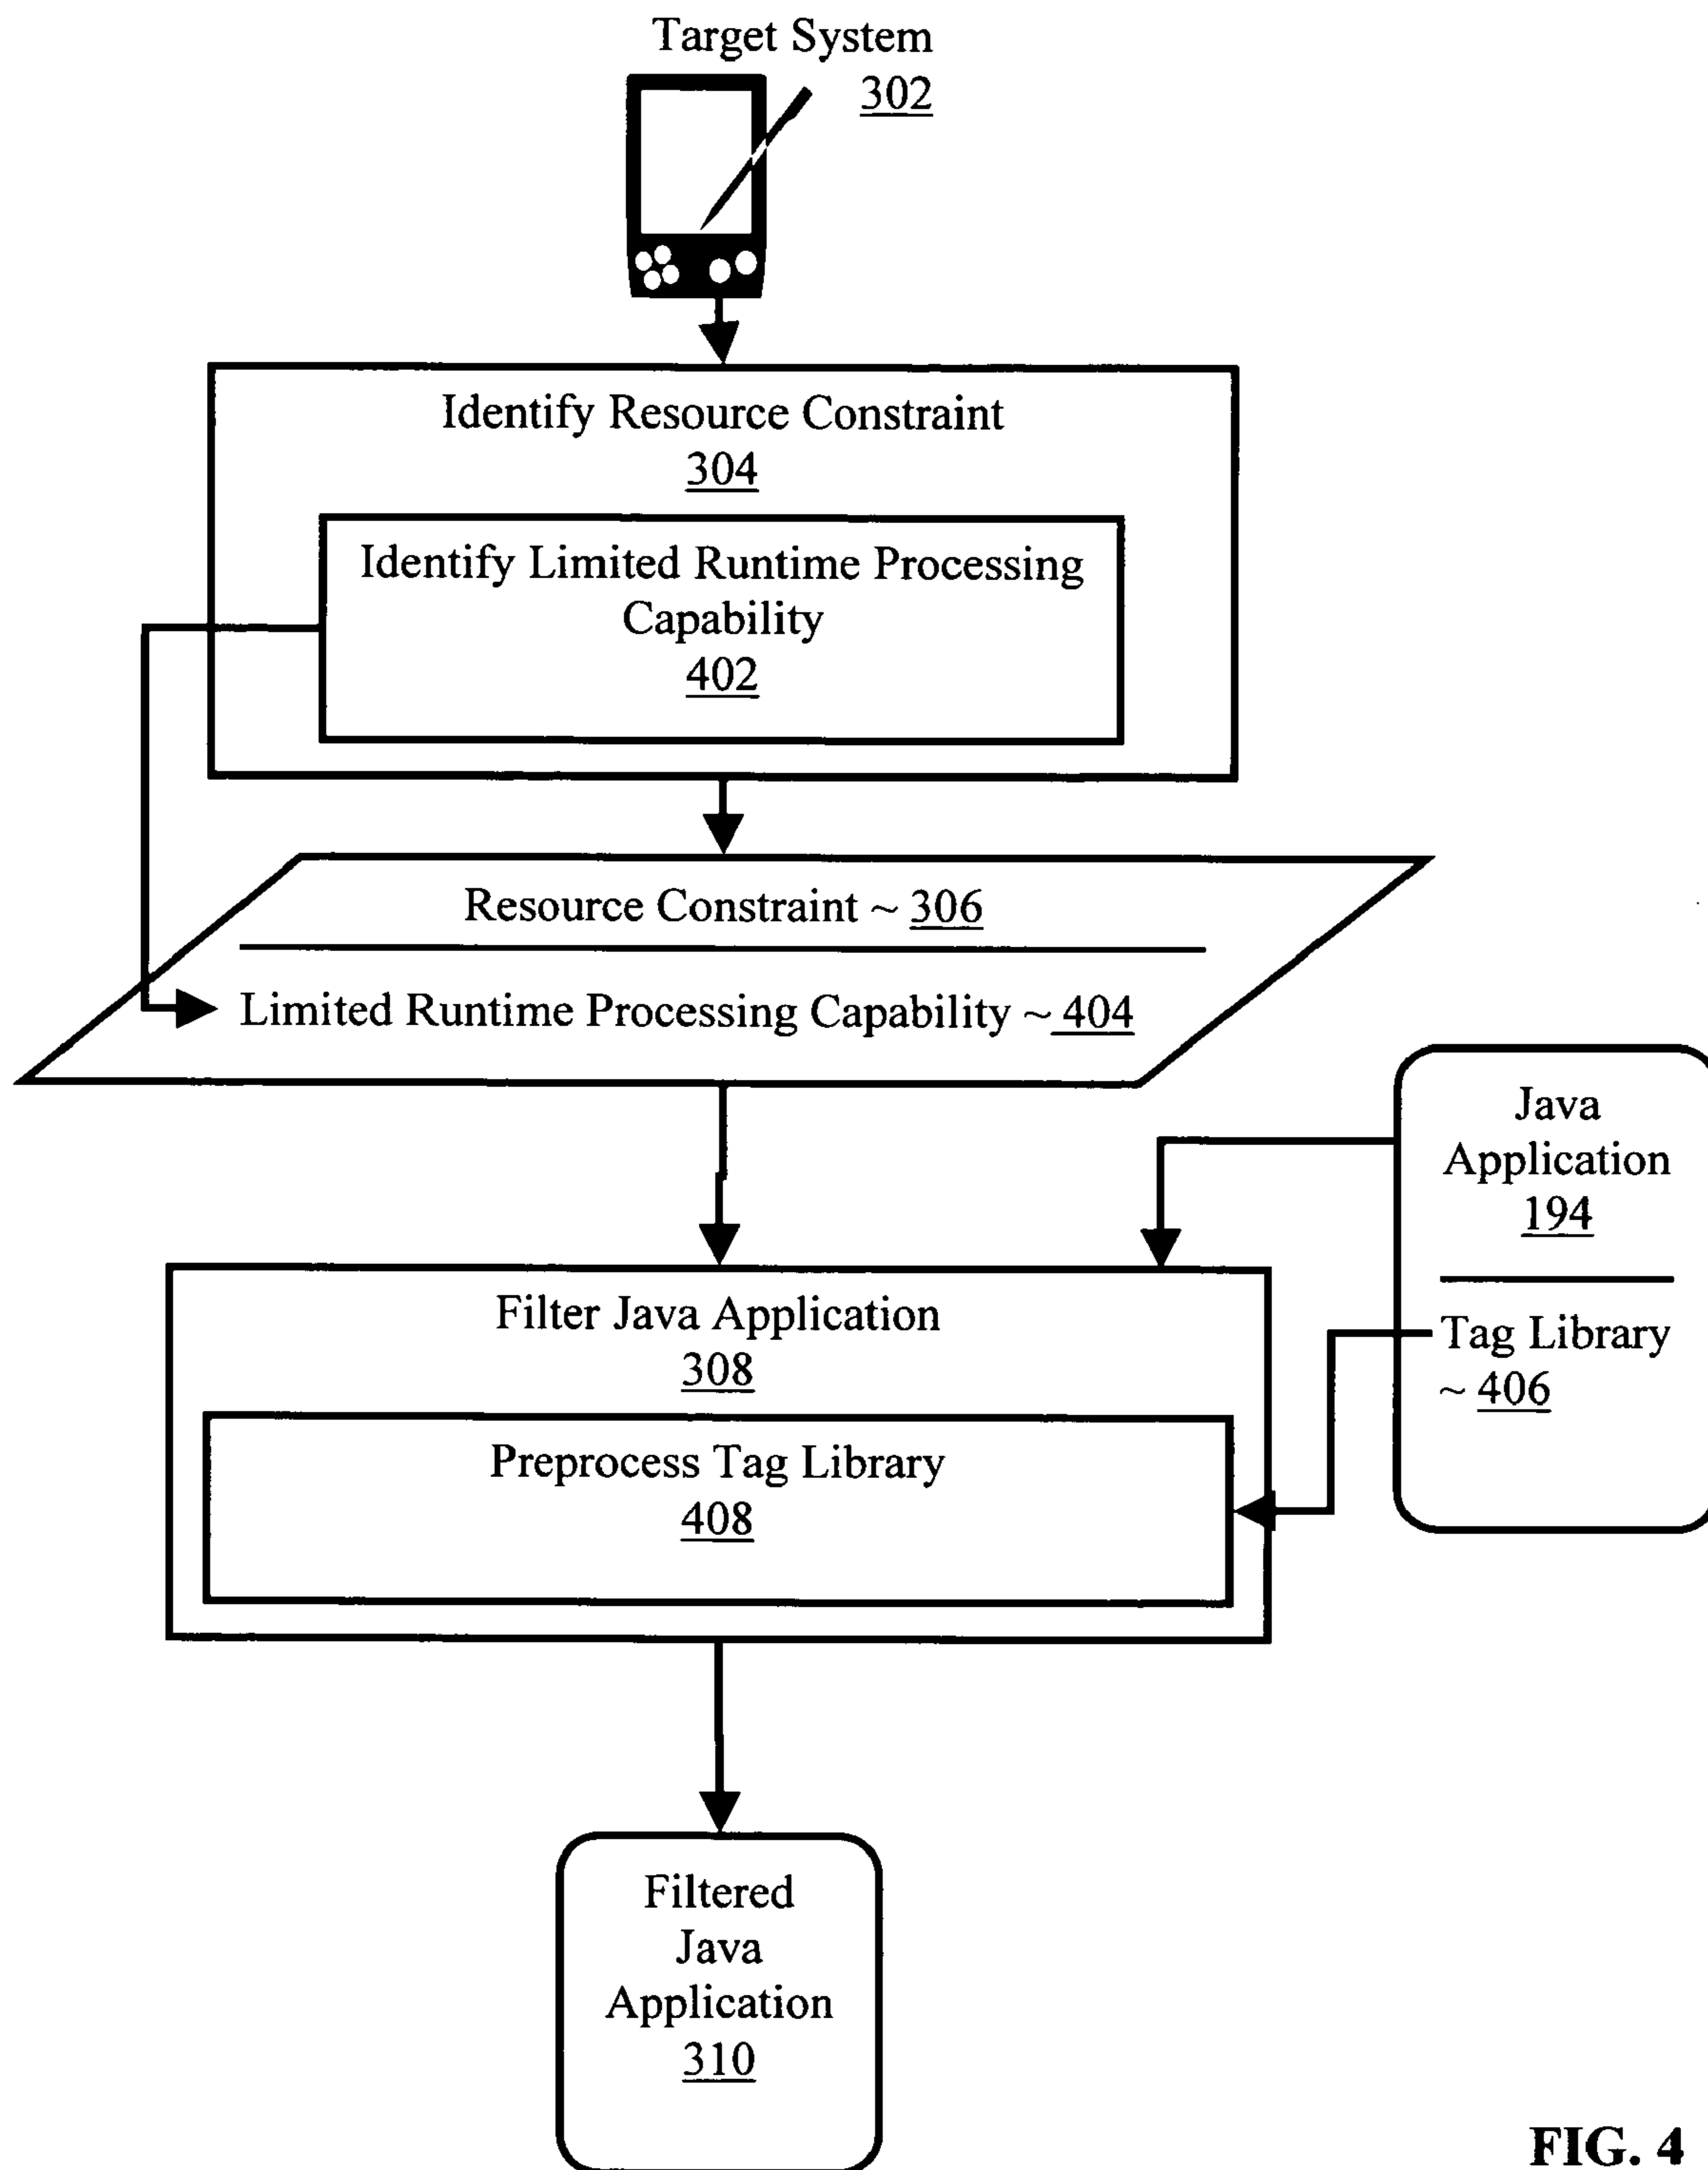 Target System
302
Identify Resource Constraint
304
Identify Limited Runtime Processing
Capability
402
Resource Constraint ~ 306
Limited Runtime Processing Capability ~ 404
Java
Application
194
Tag Library
~ 406
Filter Java Application
308
Preprocess Tag Library
408
Filtered
Java
Application
310
FIG. 4